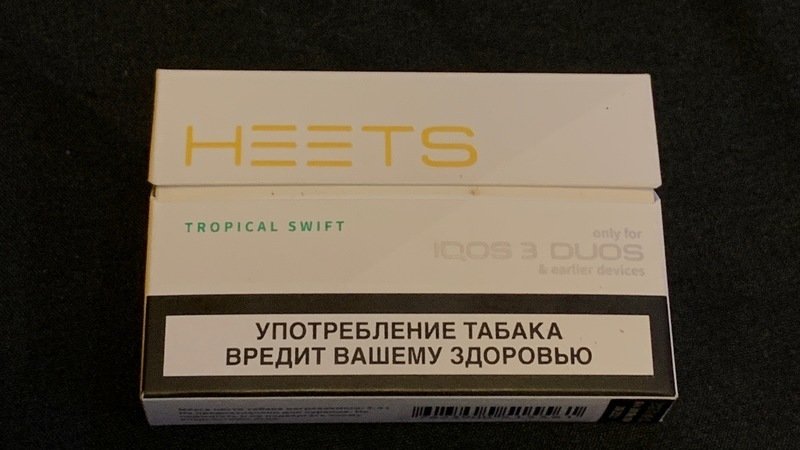 HEETS
TROPICAL SWIFT
only for
IQOS 3 DUOS
& earlier devices
УПОТРЕБЛЕНИЕ ТАБАКА
ВРЕДИТ ВАШЕМУ ЗДОРОВЬЮ